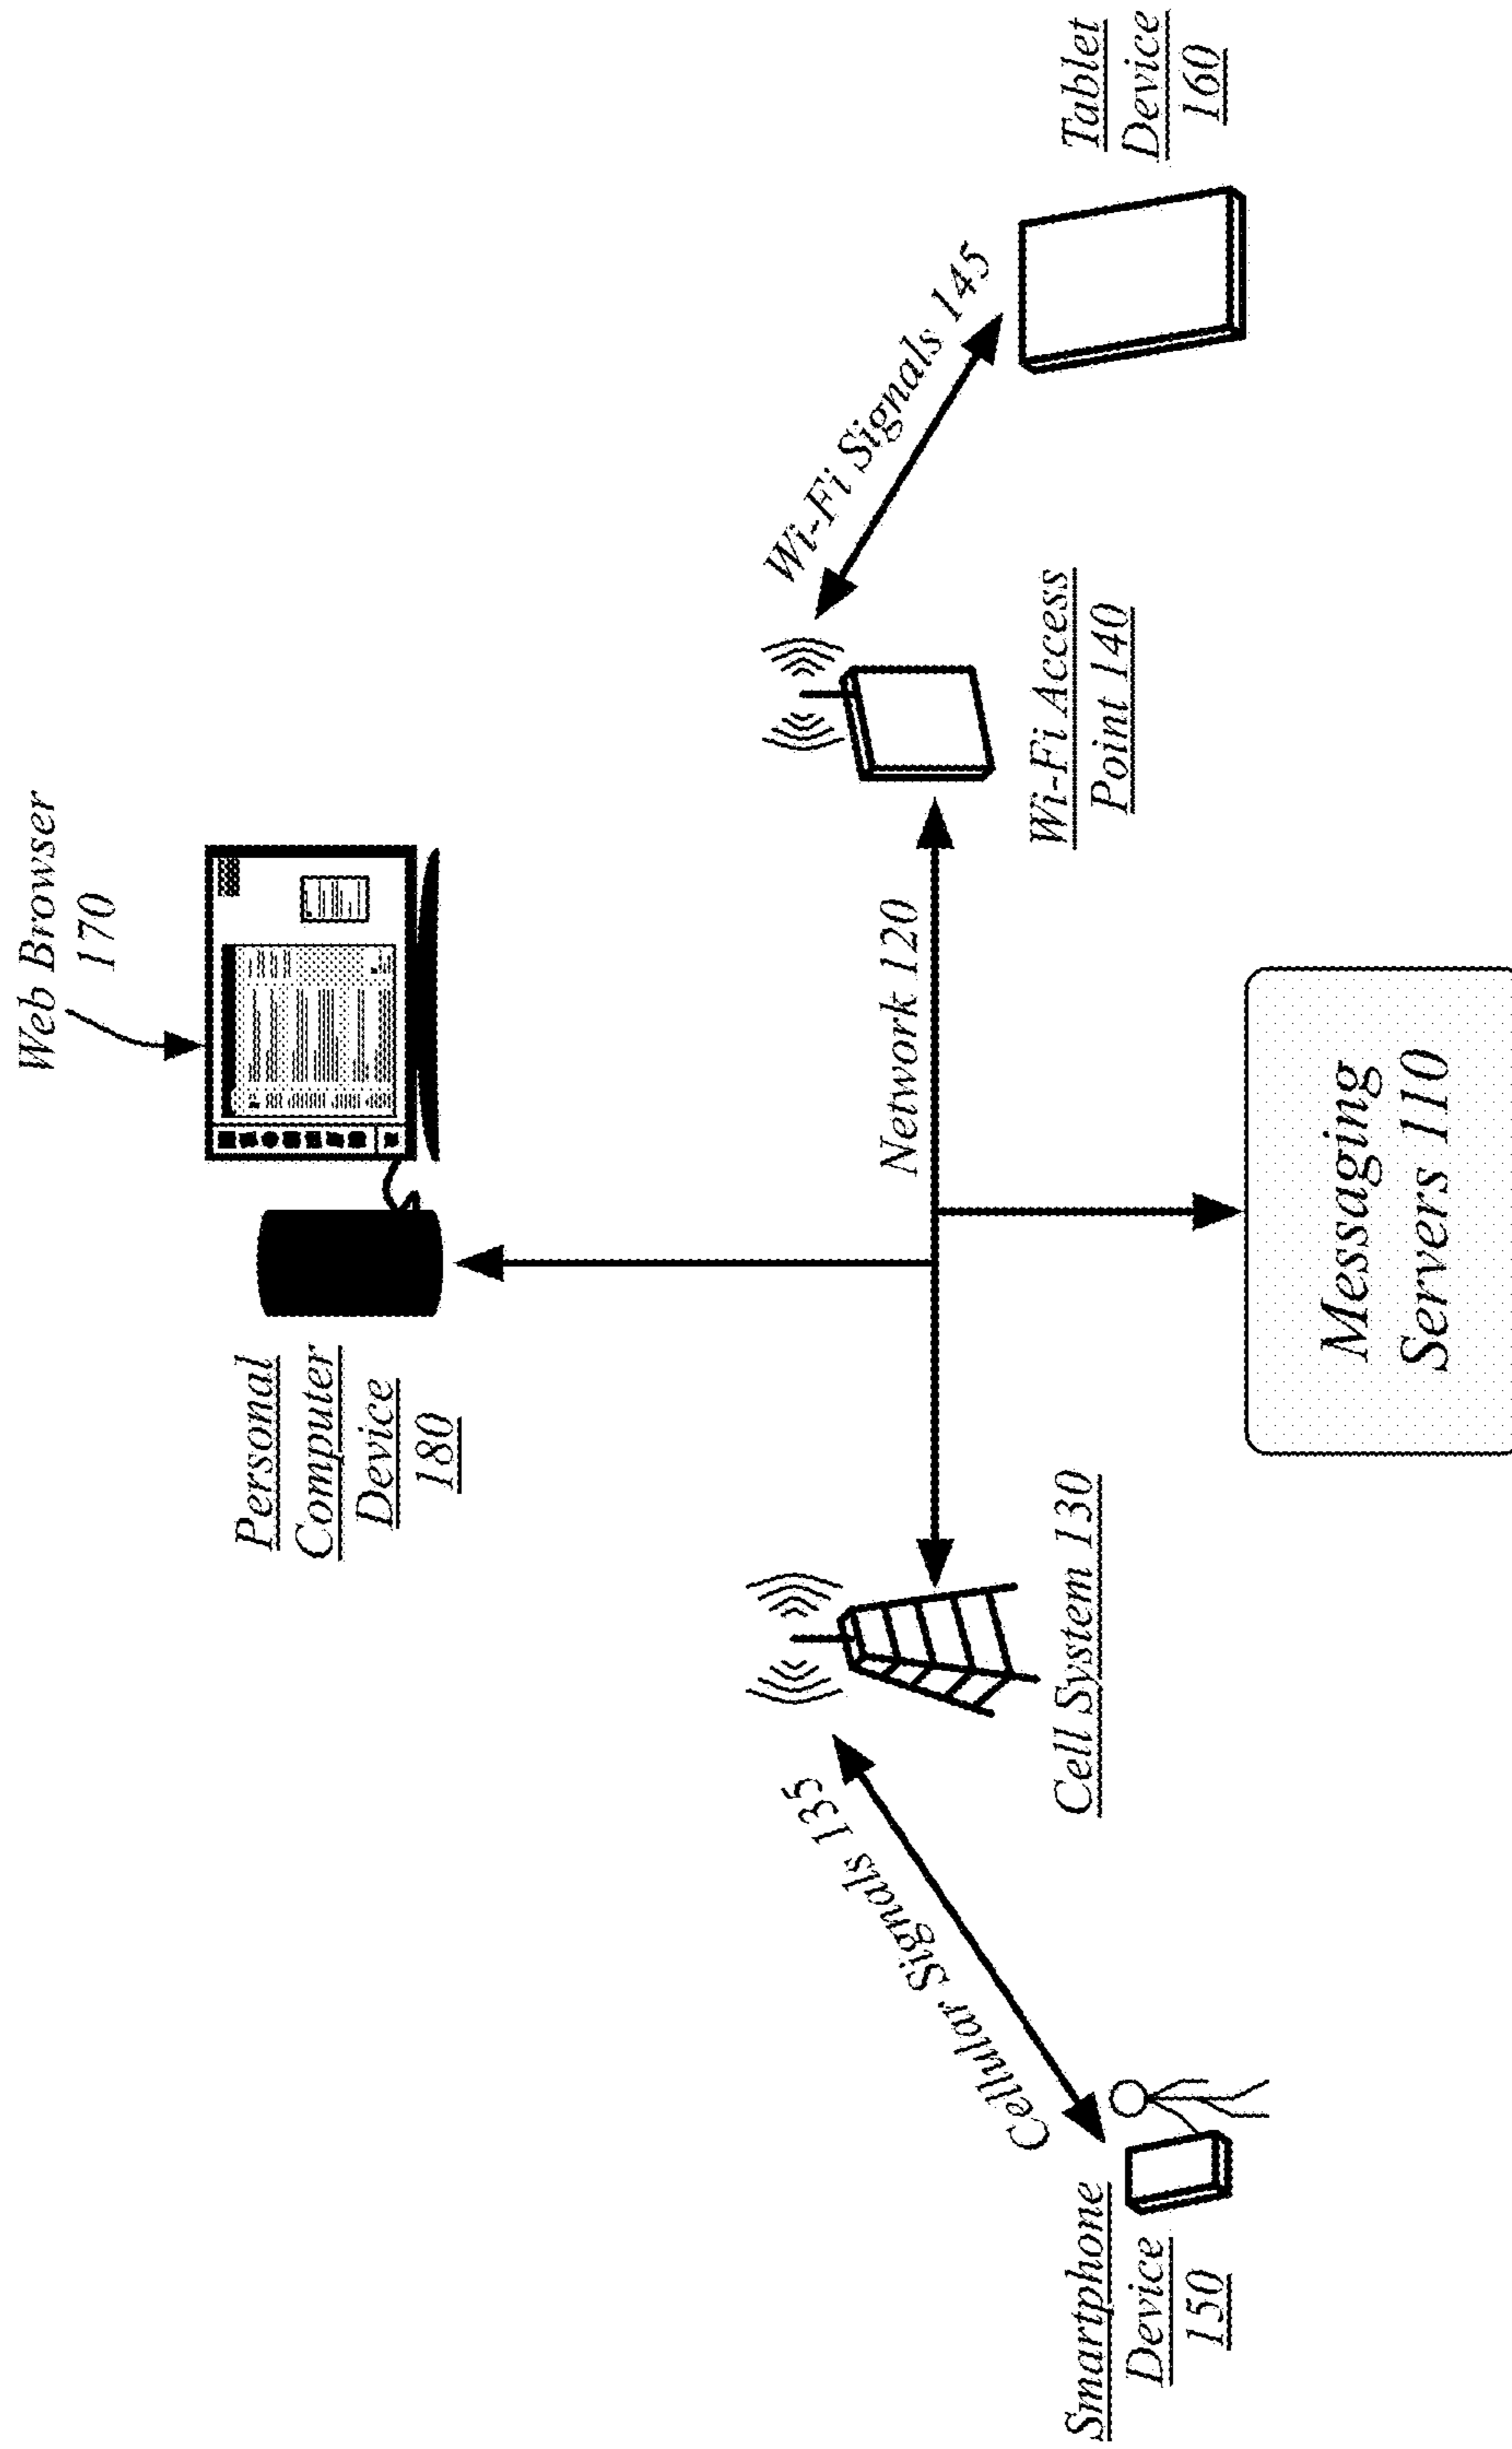 Web Browser
170
Personal
Computer
Device
180
Network 120
Cellular Signals 135
Wi-Fi Signals 145
Cell System 130
Wi-Fi Access
Point 140
Smartphone
Device
150
Tablet
Device
160
Messaging
Servers 110